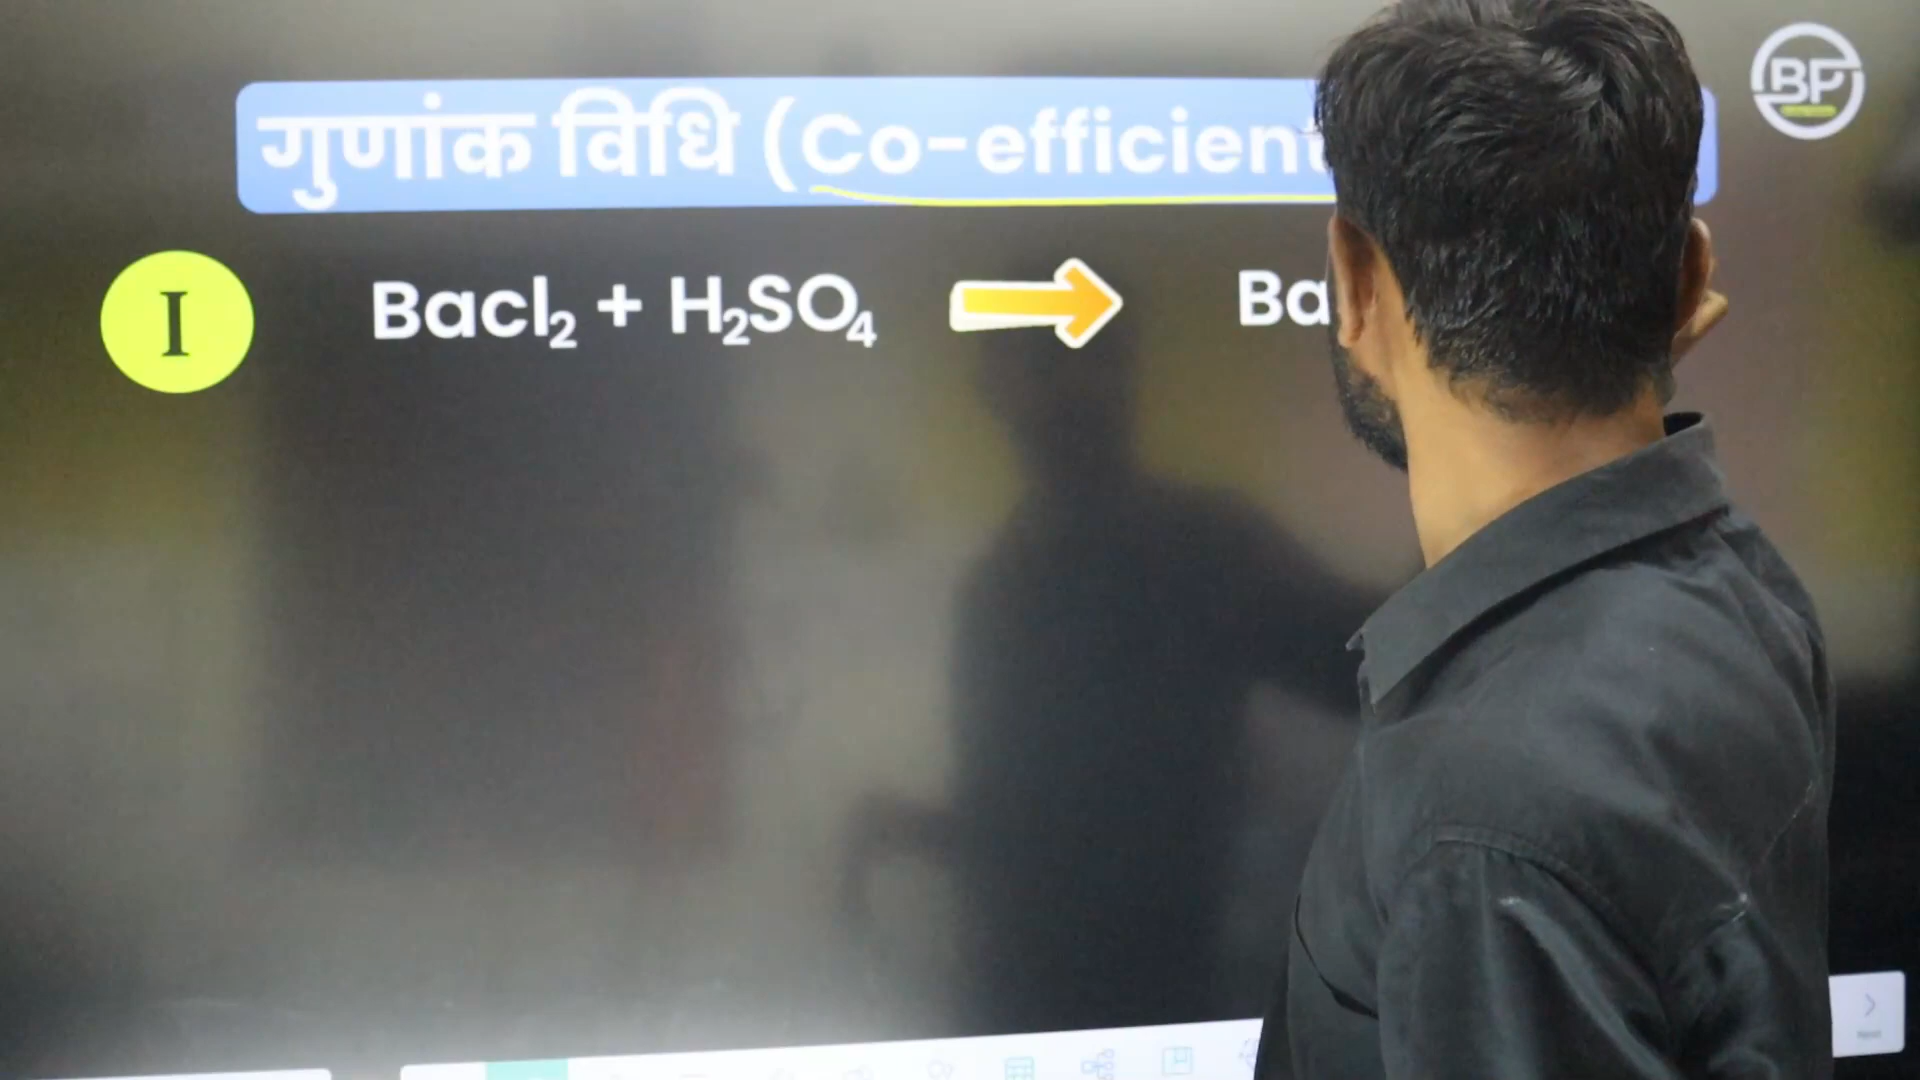 गुणांक विधि (Co-efficient
I
Bacl₂ + H₂SO₄ Ba
BP